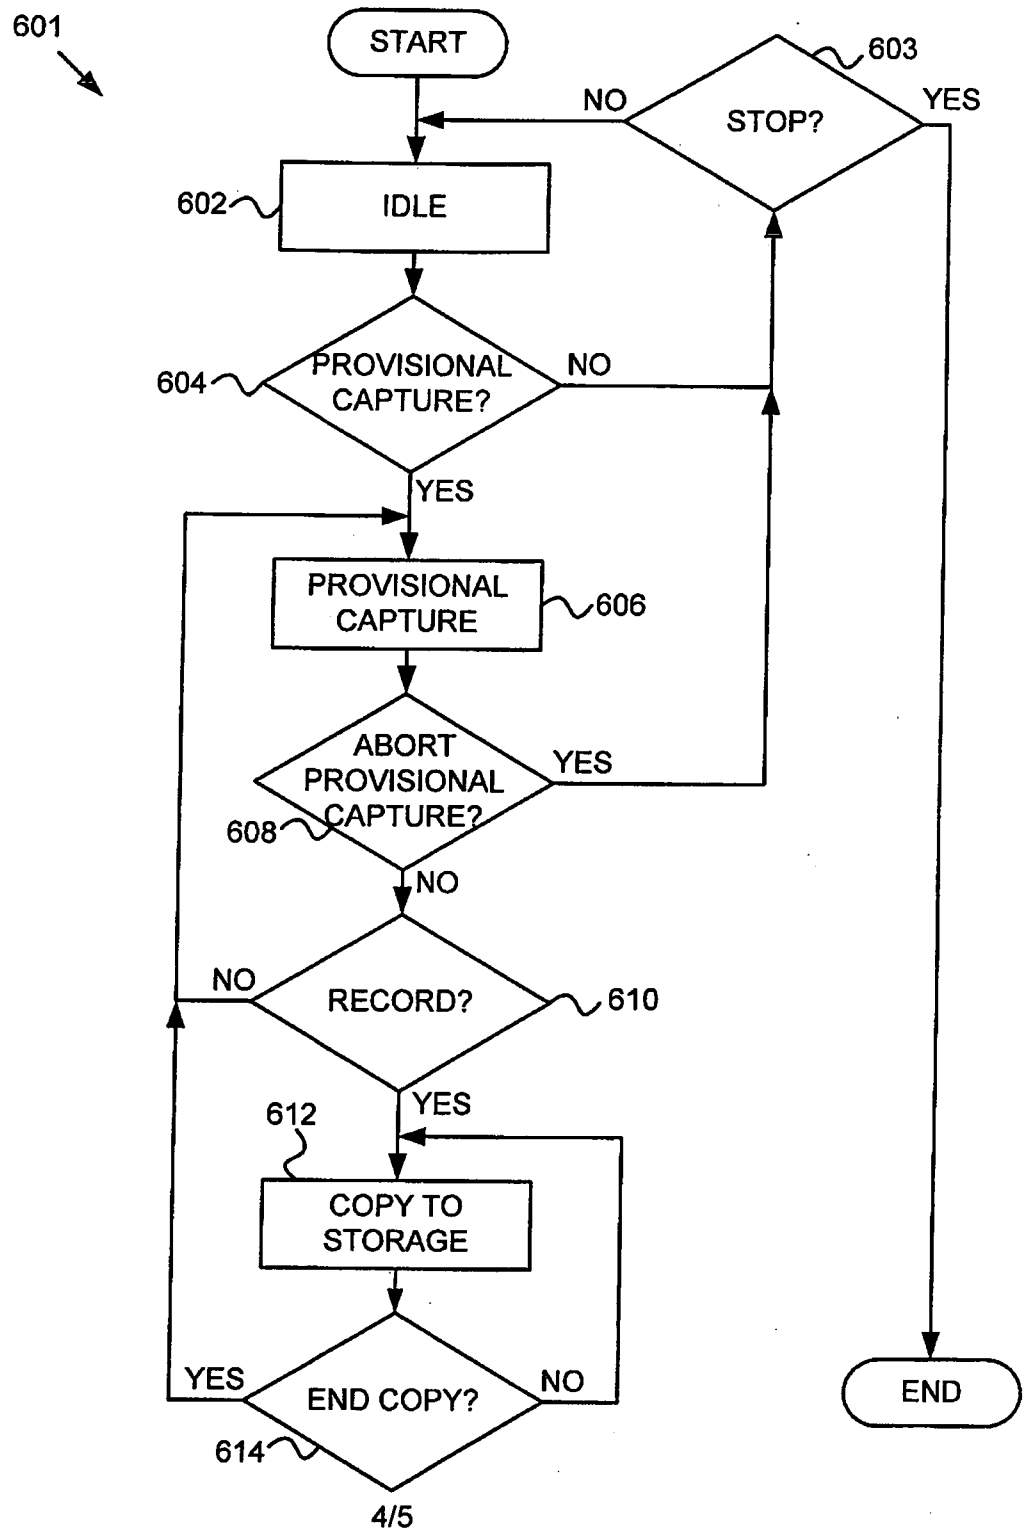 601
START
603
NO
YES
STOP?
602
IDLE
604
PROVISIONAL
CAPTURE?
NO
YES
PROVISIONAL
CAPTURE
606
ABORT
PROVISIONAL
CAPTURE?
YES
608
NO
NO
RECORD?
610
YES
612
COPY TO
STORAGE
YES
END COPY?
NO
END
614
4/5